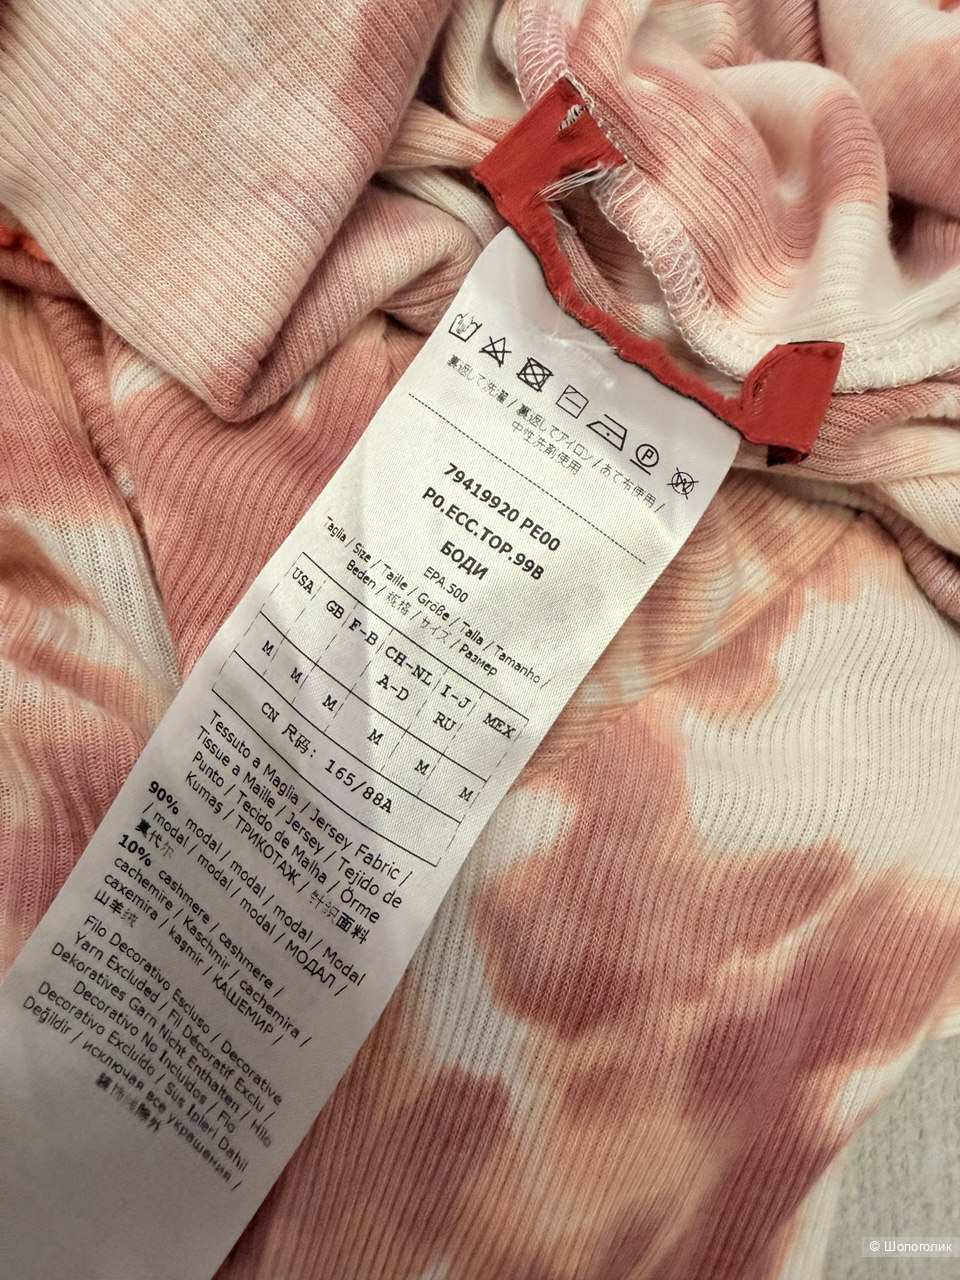 裏返して洗濯 / 裏返してアイロン / あて布使用 /
中性洗剤使用
79419920 PE00
P0.ECC.TOP.99B
БОДИ
EPA.500
Taglia / Size / Taille / Größe / Talla / Tamanho /
Beden / 规格 / サイズ / Размер
USA GB F-B CH-NL I-J MEX
A-D RU
M M M M M M
CN 尺码: 165/88A
Tessuto a Maglia / Jersey Fabric /
Tissue a Maille / Jersey / Tejido de
Punto / Tecido de Malha / Örme
Kumaş / ТРИКОТАЖ / 针织面料
90% modal / modal / modal / Modal
/ modal / modal / modal / МОДАЛ /
莫代尔
10% cashmere / cashmere /
cachemire / Kaschmir / cachemira /
caxemira / kaşmir / КАШЕМИР /
山羊绒
Filo Decorativo Escluso / Decorative
Yarn Excluded / Fil Décoratif Exclu /
Dekoratives Garn Nicht Enthalten / Hilo
Decorativo No Incluidos / Fio
Decorativo Excluído / Süs İpleri Dahil
Değildir / исключая все украшения /
© Шопоголик